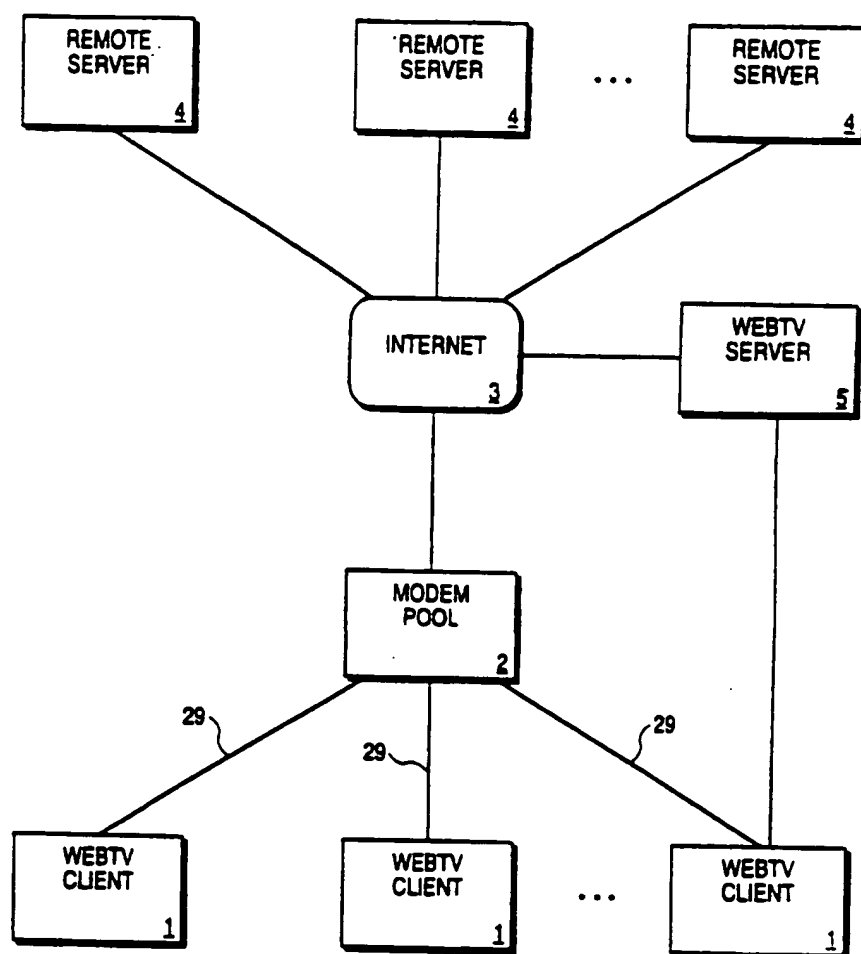 REMOTE
SERVER
4
REMOTE
SERVER
4
...
REMOTE
SERVER
4
INTERNET
3
WEBTV
SERVER
5
MODEM
POOL
2
29
29
29
WEBTV
CLIENT
1
WEBTV
CLIENT
1
...
WEBTV
CLIENT
1